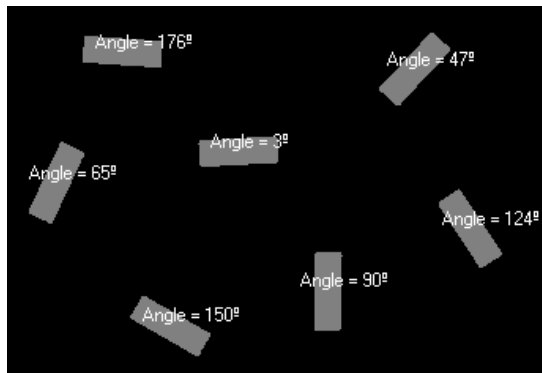 Angle = 176º
Angle = 47º
Angle = 3º
Angle = 65º
Angle = 124º
Angle = 90º
Angle = 150º